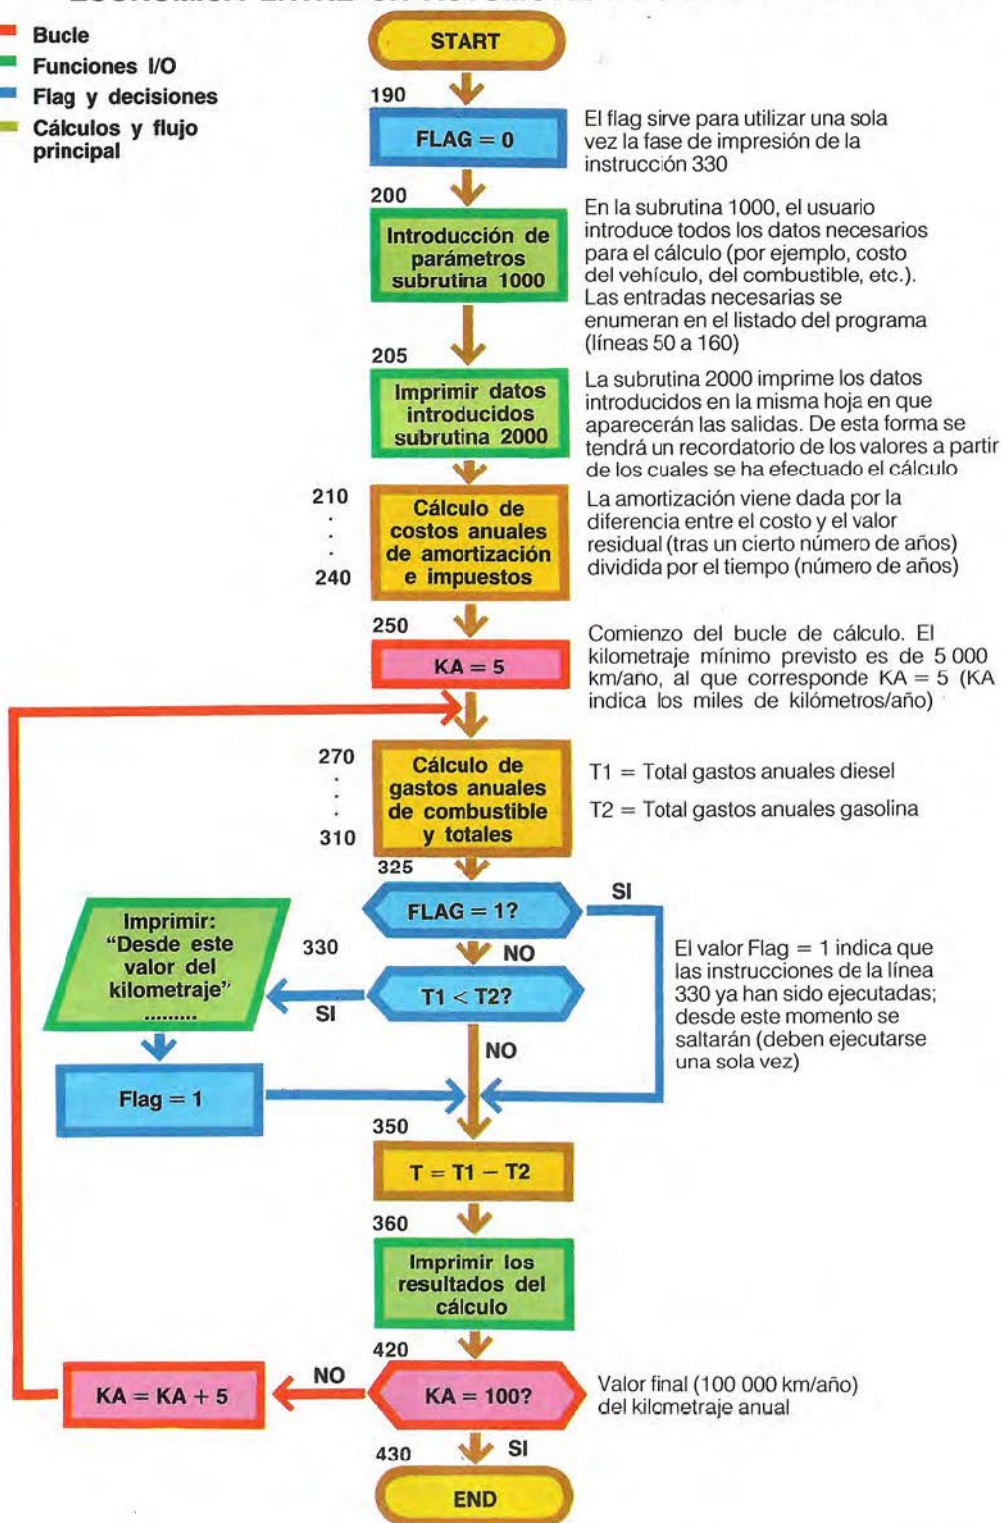 Bucle
Funciones I/O
Flag y decisiones
Cálculos y flujo
principal
START
190
FLAG = 0
El flag sirve para utilizar una sola
vez la fase de impresión de la
instrucción 330
200
Introducción de
parámetros
subrutina 1000
En la subrutina 1000, el usuario
introduce todos los datos necesarios
para el cálculo (por ejemplo, costo
del vehículo, del combustible, etc.).
Las entradas necesarias se
enumeran en el listado del programa
(líneas 50 a 160)
205
Imprimir datos
introducidos
subrutina 2000
La subrutina 2000 imprime los datos
introducidos en la misma hoja en que
aparecerán las salidas. De esta forma se
tendrá un recordatorio de los valores a partir
de los cuales se ha efectuado el cálculo
210
.
.
.
240
Cálculo de
costos anuales
de amortización
e impuestos
La amortización viene dada por la
diferencia entre el costo y el valor
residual (tras un cierto número de años)
dividida por el tiempo (número de años)
250
KA = 5
Comienzo del bucle de cálculo. El
kilometraje mínimo previsto es de 5 000
km/año, al que corresponde KA = 5 (KA
indica los miles de kilómetros/año)
270
.
.
.
310
Cálculo de
gastos anuales
de combustible
y totales
T1 = Total gastos anuales diesel
T2 = Total gastos anuales gasolina
325
FLAG = 1?
SI
NO
330
T1 < T2?
SI
NO
Imprimir:
“Desde este
valor del
kilometraje”
.........
El valor Flag = 1 indica que
las instrucciones de la línea
330 ya han sido ejecutadas;
desde este momento se
saltarán (deben ejecutarse
una sola vez)
Flag = 1
350
T = T1 − T2
360
Imprimir los
resultados del
cálculo
420
KA = 100?
NO
KA = KA + 5
Valor final (100 000 km/año)
del kilometraje anual
SI
430
END